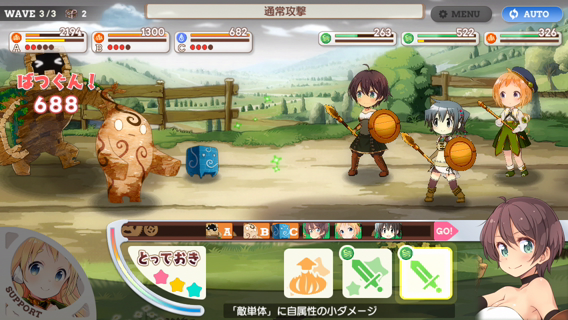 WAVE 3/3 2
通常攻撃
MENU
AUTO
A 2194
B 1300
C 682
263
522
326
ばつぐん!
688
A B C GO!
とっておき
SUPPORT
「敵単体」に自属性の小ダメージ